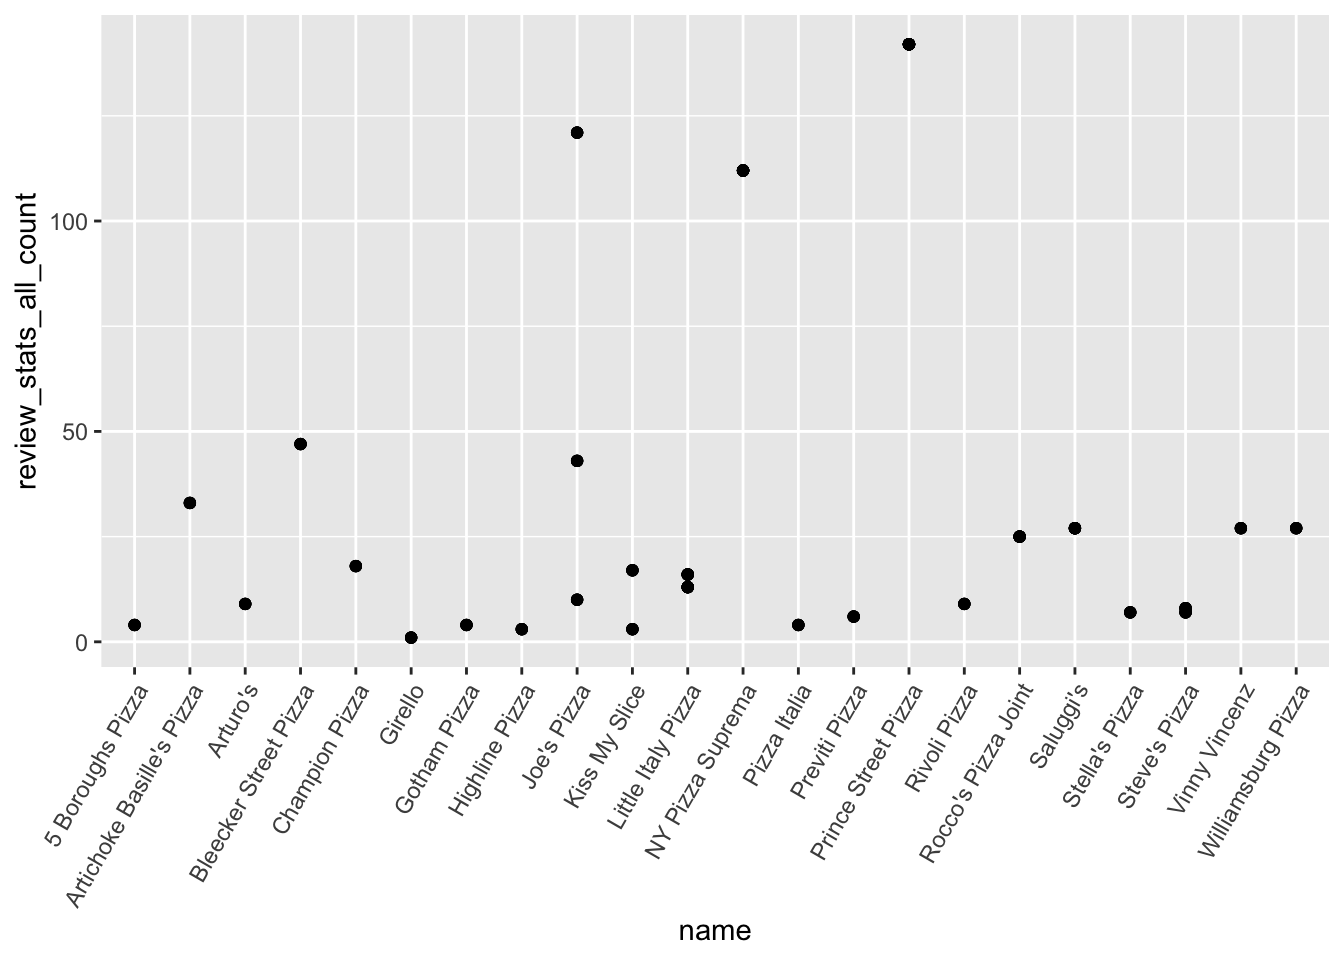 review_stats_all_count
100
50
0
5 Boroughs Pizza
Artichoke Basille's Pizza
Arturo's
Bleecker Street Pizza
Champion Pizza
Girello
Gotham Pizza
Highline Pizza
Joe's Pizza
Kiss My Slice
Little Italy Pizza
NY Pizza Suprema
Pizza Italia
Previti Pizza
Prince Street Pizza
Rivoli Pizza
Rocco's Pizza Joint
Saluggi's
Stella's Pizza
Steve's Pizza
Vinny Vincenz
Williamsburg Pizza
name